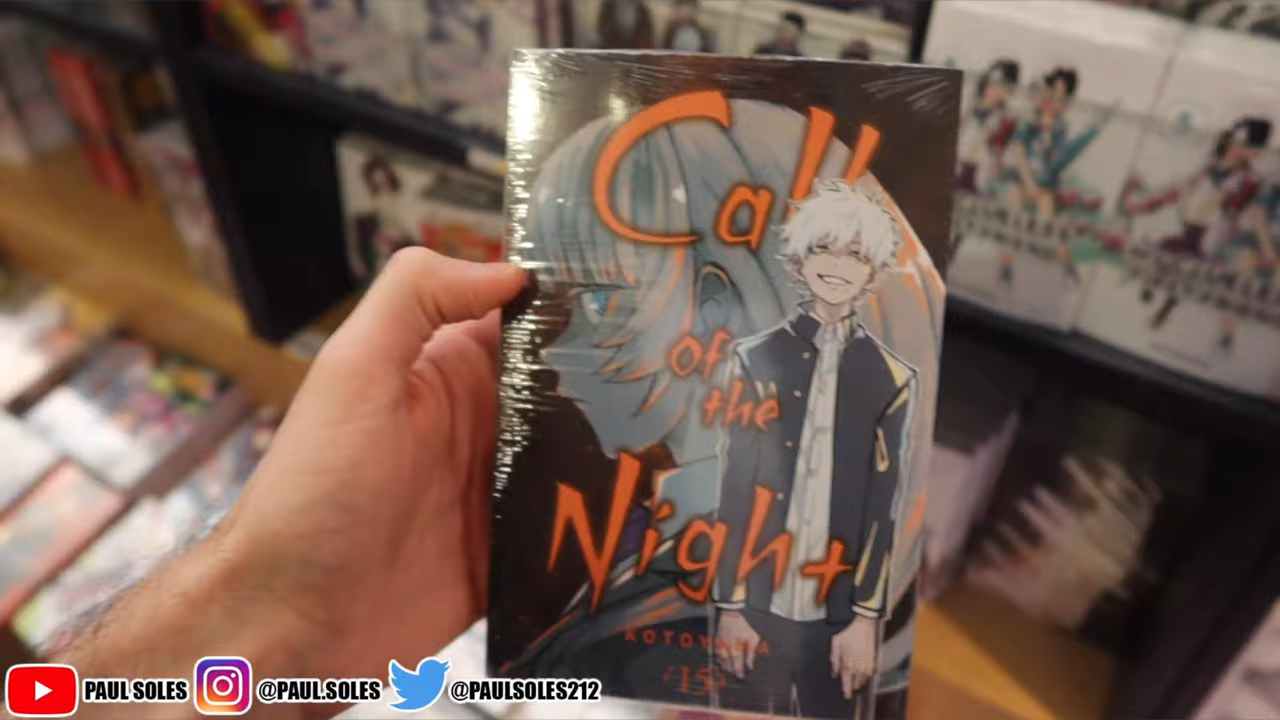 Call
of
the
Night
KOTOYAMA
15
PAUL SOLES @PAUL.SOLES @PAULSOLES212